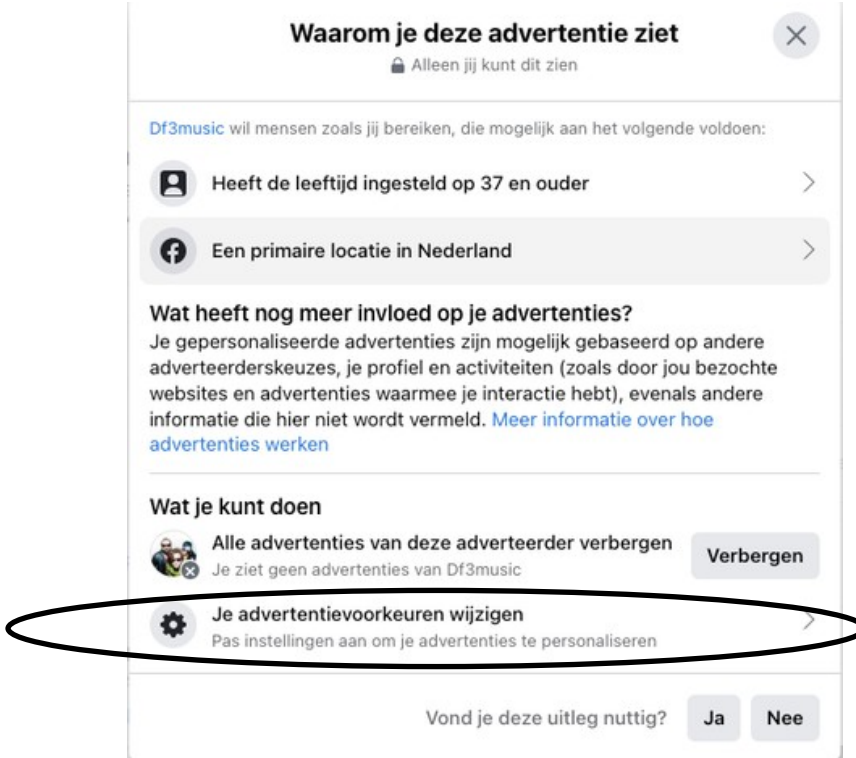 Waarom je deze advertentie ziet
Alleen jij kunt dit zien
Df3music wil mensen zoals jij bereiken, die mogelijk aan het volgende voldoen:
Heeft de leeftijd ingesteld op 37 en ouder
Een primaire locatie in Nederland
Wat heeft nog meer invloed op je advertenties?
Je gepersonaliseerde advertenties zijn mogelijk gebaseerd op andere
adverteerderskeuzes, je profiel en activiteiten (zoals door jou bezochte
websites en advertenties waarmee je interactie hebt), evenals andere
informatie die hier niet wordt vermeld. Meer informatie over hoe
advertenties werken
Wat je kunt doen
Alle advertenties van deze adverteerder verbergen
Je ziet geen advertenties van Df3music
Verbergen
Je advertentievoorkeuren wijzigen
Pas instellingen aan om je advertenties te personaliseren
Vond je deze uitleg nuttig? Ja Nee